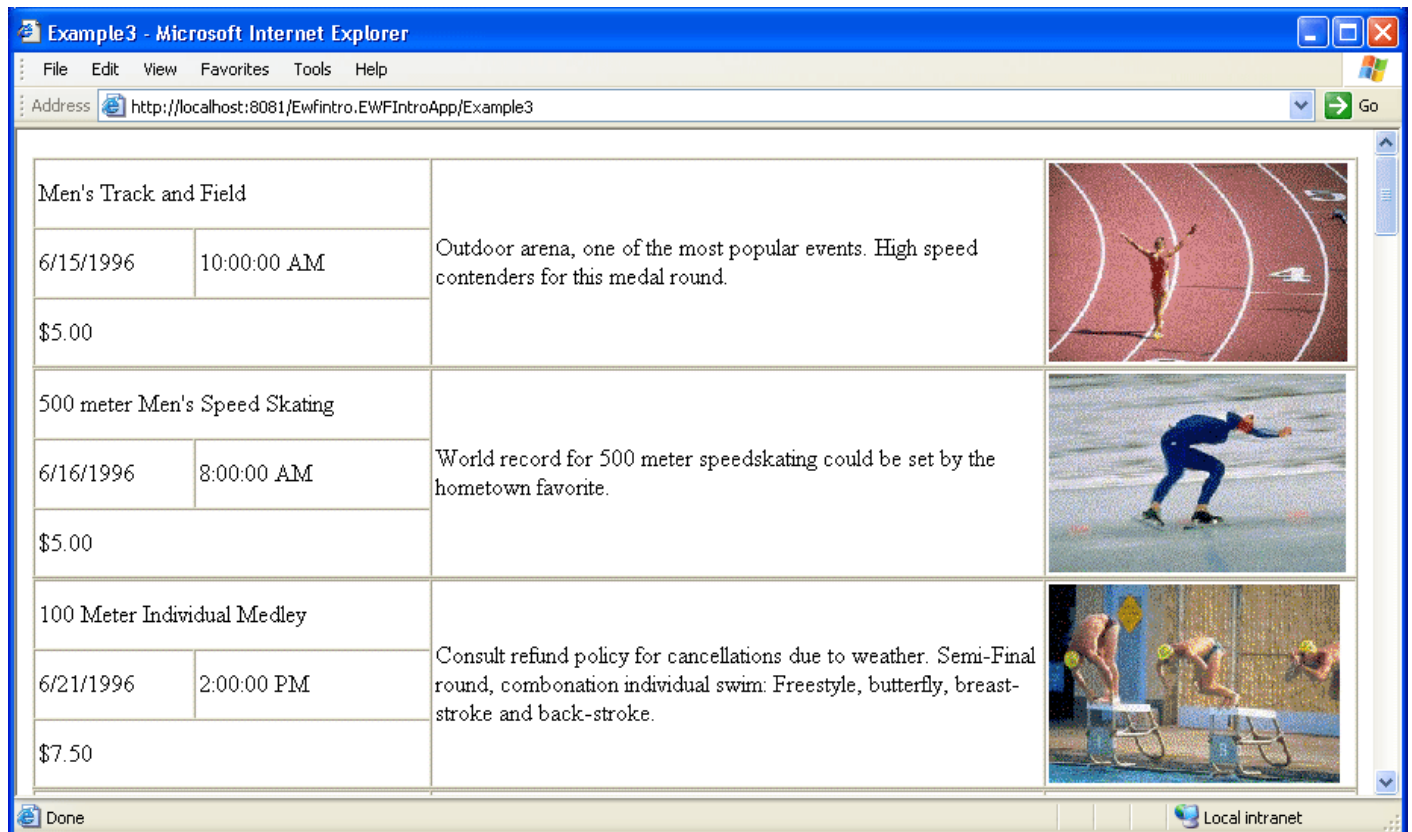 Example3 - Microsoft Internet Explorer
File Edit View Favorites Tools Help
Address http://localhost:8081/Ewfintro.EWFIntroApp/Example3 Go
Men's Track and Field
6/15/1996 10:00:00 AM
$5.00
Outdoor arena, one of the most popular events. High speed
contenders for this medal round.
5
4
500 meter Men's Speed Skating
6/16/1996 8:00:00 AM
$5.00
World record for 500 meter speedskating could be set by the
hometown favorite.
100 Meter Individual Medley
6/21/1996 2:00:00 PM
$7.50
Consult refund policy for cancellations due to weather. Semi-Final
round, combonation individual swim: Freestyle, butterfly, breast-
stroke and back-stroke.
Done Local intranet